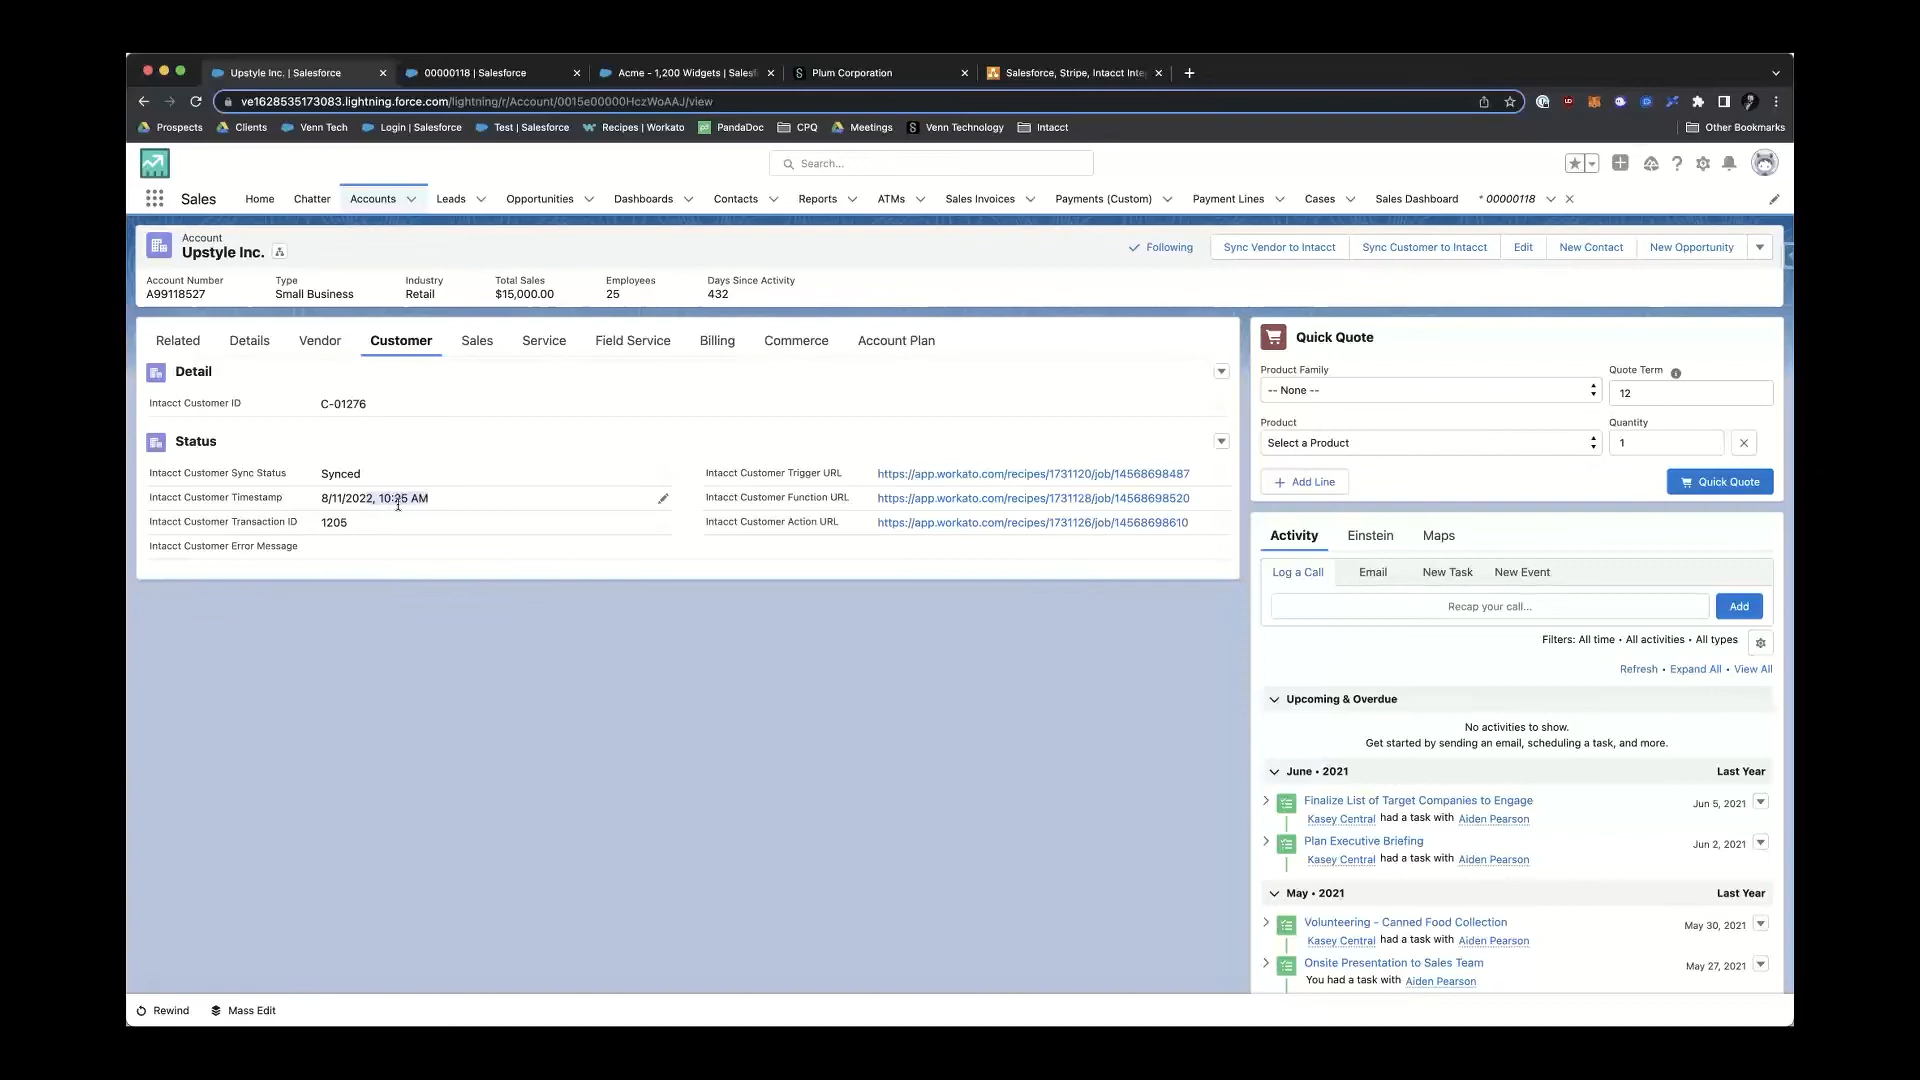 Upstyle Inc. | Salesforce
00000118 | Salesforce
Acme - 1,200 Widgets | Salesf
Plum Corporation
Salesforce, Stripe, Intacct Inte
ve1628535173083.lightning.force.com/lightning/r/Account/0015e00000HczWoAAJ/view
Prospects Clients Venn Tech Login | Salesforce Test | Salesforce Recipes | Workato PandaDoc CPQ Meetings Venn Technology Intacct Other Bookmarks
Search...
Sales Home Chatter Accounts Leads Opportunities Dashboards Contacts Reports ATMs Sales Invoices Payments (Custom) Payment Lines Cases Sales Dashboard * 00000118
Account
Upstyle Inc.
Following Sync Vendor to Intacct Sync Customer to Intacct Edit New Contact New Opportunity
Account Number Type Industry Total Sales Employees Days Since Activity
A99118527 Small Business Retail $15,000.00 25 432
Related Details Vendor Customer Sales Service Field Service Billing Commerce Account Plan
Detail
Intacct Customer ID C-01276
Status
Intacct Customer Sync Status Synced Intacct Customer Trigger URL https://app.workato.com/recipes/1731120/job/14568698487
Intacct Customer Timestamp 8/11/2022, 10:25 AM Intacct Customer Function URL https://app.workato.com/recipes/1731128/job/14568698520
Intacct Customer Transaction ID 1205 Intacct Customer Action URL https://app.workato.com/recipes/1731126/job/14568698610
Intacct Customer Error Message
Quick Quote
Product Family Quote Term
-- None -- 12
Product Quantity
Select a Product 1
Add Line Quick Quote
Activity Einstein Maps
Log a Call Email New Task New Event
Recap your call... Add
Filters: All time • All activities • All types
Refresh • Expand All • View All
Upcoming & Overdue
No activities to show.
Get started by sending an email, scheduling a task, and more.
June • 2021 Last Year
Finalize List of Target Companies to Engage Jun 5, 2021
Kasey Central had a task with Aiden Pearson
Plan Executive Briefing Jun 2, 2021
Kasey Central had a task with Aiden Pearson
May • 2021 Last Year
Volunteering - Canned Food Collection May 30, 2021
Kasey Central had a task with Aiden Pearson
Onsite Presentation to Sales Team May 27, 2021
You had a task with Aiden Pearson
Rewind Mass Edit